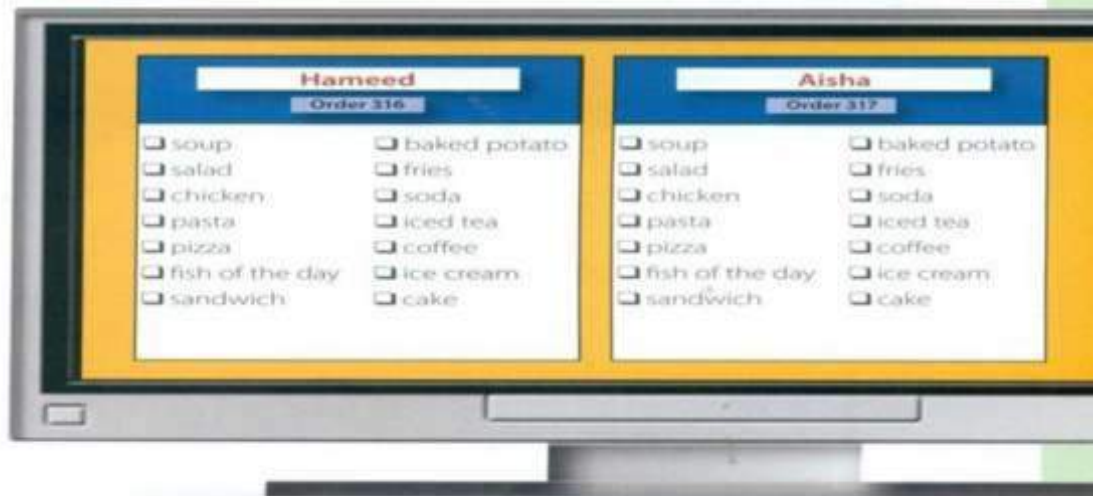 Hameed
Order 316
soup
salad
chicken
pasta
pizza
fish of the day
sandwich
baked potato
fries
soda
iced tea
coffee
ice cream
cake
Aisha
Order 317
soup
salad
chicken
pasta
pizza
fish of the day
sandwich
baked potato
fries
soda
iced tea
coffee
ice cream
cake